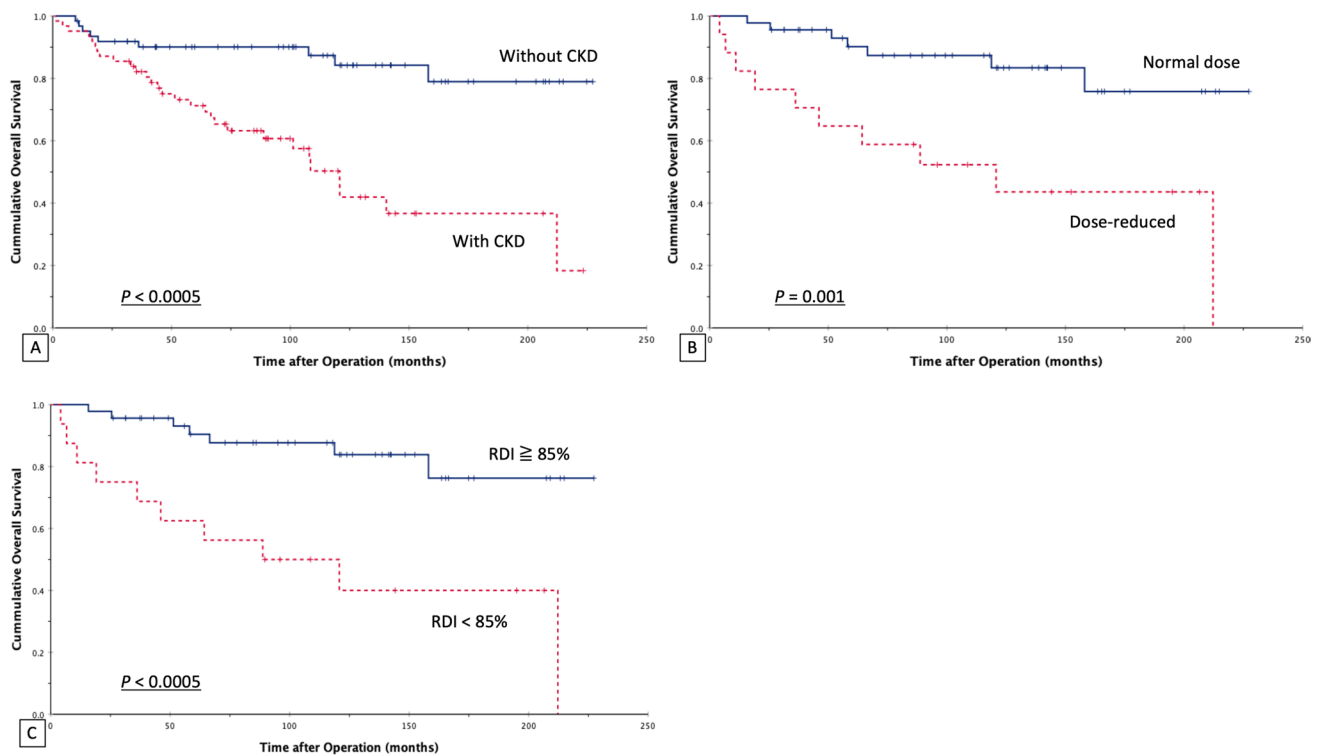 Cummulative Overall Survival
1.0
0.8
0.6
0.4
0.2
0.0
Without CKD
With CKD
P < 0.0005
A
0
50
100
150
200
250
Time after Operation (months)
Cummulative Overall Survival
1.0
0.8
0.6
0.4
0.2
0.0
Normal dose
Dose-reduced
P = 0.001
B
0
50
100
150
200
250
Time after Operation (months)
Cummulative Overall Survival
1.0
0.8
0.6
0.4
0.2
0.0
RDI ≧ 85%
RDI < 85%
P < 0.0005
C
0
50
100
150
200
250
Time after Operation (months)